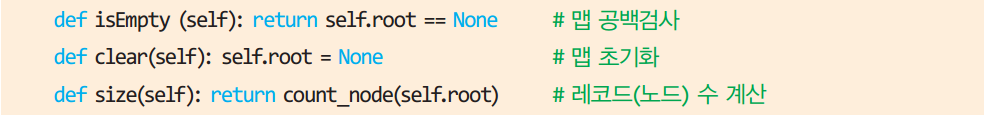 def isEmpty (self): return self.root == None # 맵 공백검사
def clear(self): self.root = None # 맵 초기화
def size(self): return count_node(self.root) # 레코드(노드) 수 계산